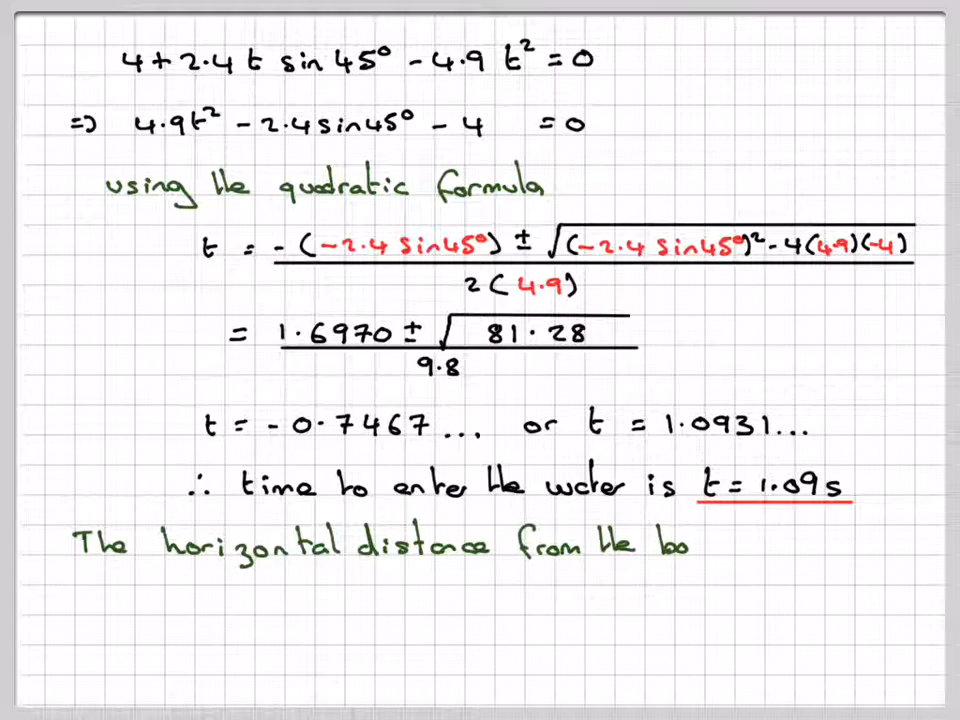 4 + 2.4 t sin 45° - 4.9 t² = 0
⇒ 4.9t² - 2.4 sin45° - 4 = 0
using the quadratic formula
t = - (-2.4 sin45°) ± √(-2.4 sin45°)² - 4(4.9)(-4)
2(4.9)
= 1.6970 ± √81.28
9.8
t = -0.7467... or t = 1.0931...
∴ time to enter the water is t = 1.09s
The horizontal distance from the bo